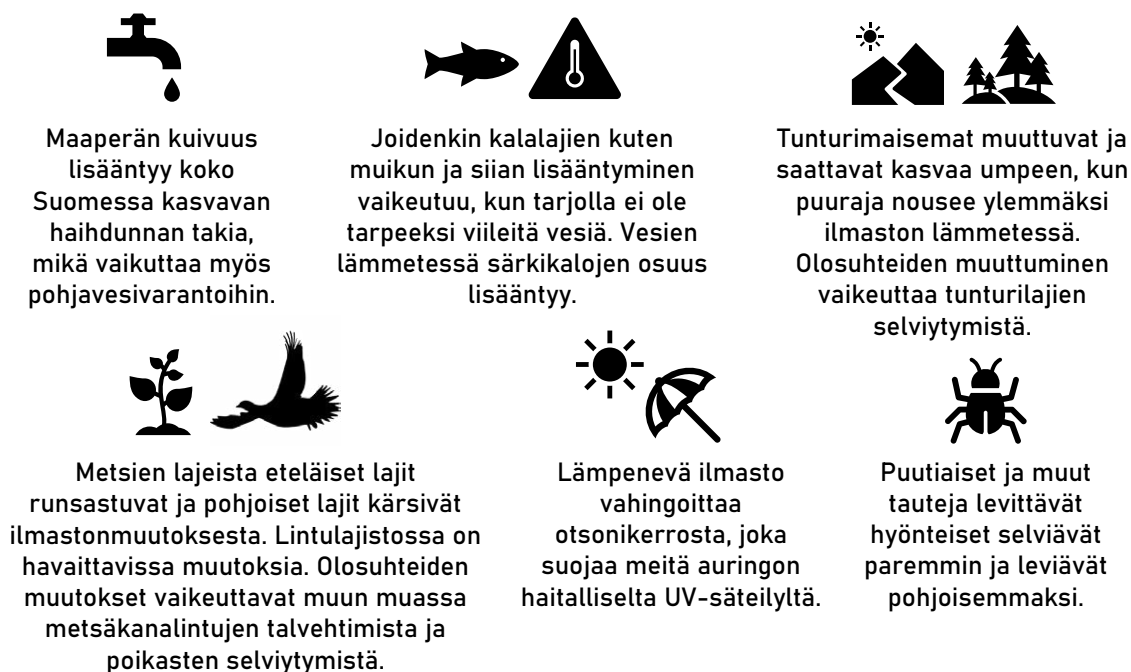 Maaperän kuivuus
lisääntyy koko
Suomessa kasvavan
haihdunnan takia,
mikä vaikuttaa myös
pohjavesivarantoihin.
Joidenkin kalalajien kuten
muikun ja siian lisääntyminen
vaikeutuu, kun tarjolla ei ole
tarpeeksi viileitä vesiä. Vesien
lämmetessä särkikalojen osuus
lisääntyy.
Tunturimaisemat muuttuvat ja
saattavat kasvaa umpeen, kun
puuraja nousee ylemmäksi
ilmaston lämmetessä.
Olosuhteiden muuttuminen
vaikeuttaa tunturilajien
selviytymistä.
Metsien lajeista eteläiset lajit
runsastuvat ja pohjoiset lajit kärsivät
ilmastonmuutoksesta. Lintulajistossa on
havaittavissa muutoksia. Olosuhteiden
muutokset vaikeuttavat muun muassa
metsäkanalintujen talvehtimista ja
poikasten selviytymistä.
Lämpenevä ilmasto
vahingoittaa
otsonikerrosta, joka
suojaa meitä auringon
haitalliselta UV-säteilyltä.
Puutiaiset ja muut
tauteja levittävät
hyönteiset selviävät
paremmin ja leviävät
pohjoisemmaksi.